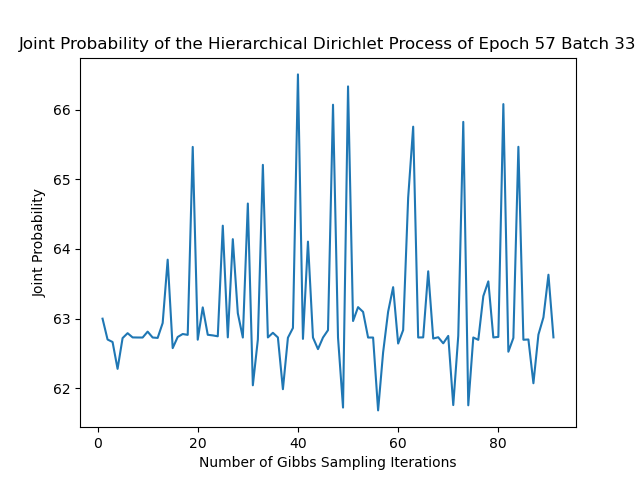 Joint Probability of the Hierarchical Dirichlet Process of Epoch 57 Batch 33
66
65
64
63
62
Joint Probability
0 20 40 60 80
Number of Gibbs Sampling Iterations